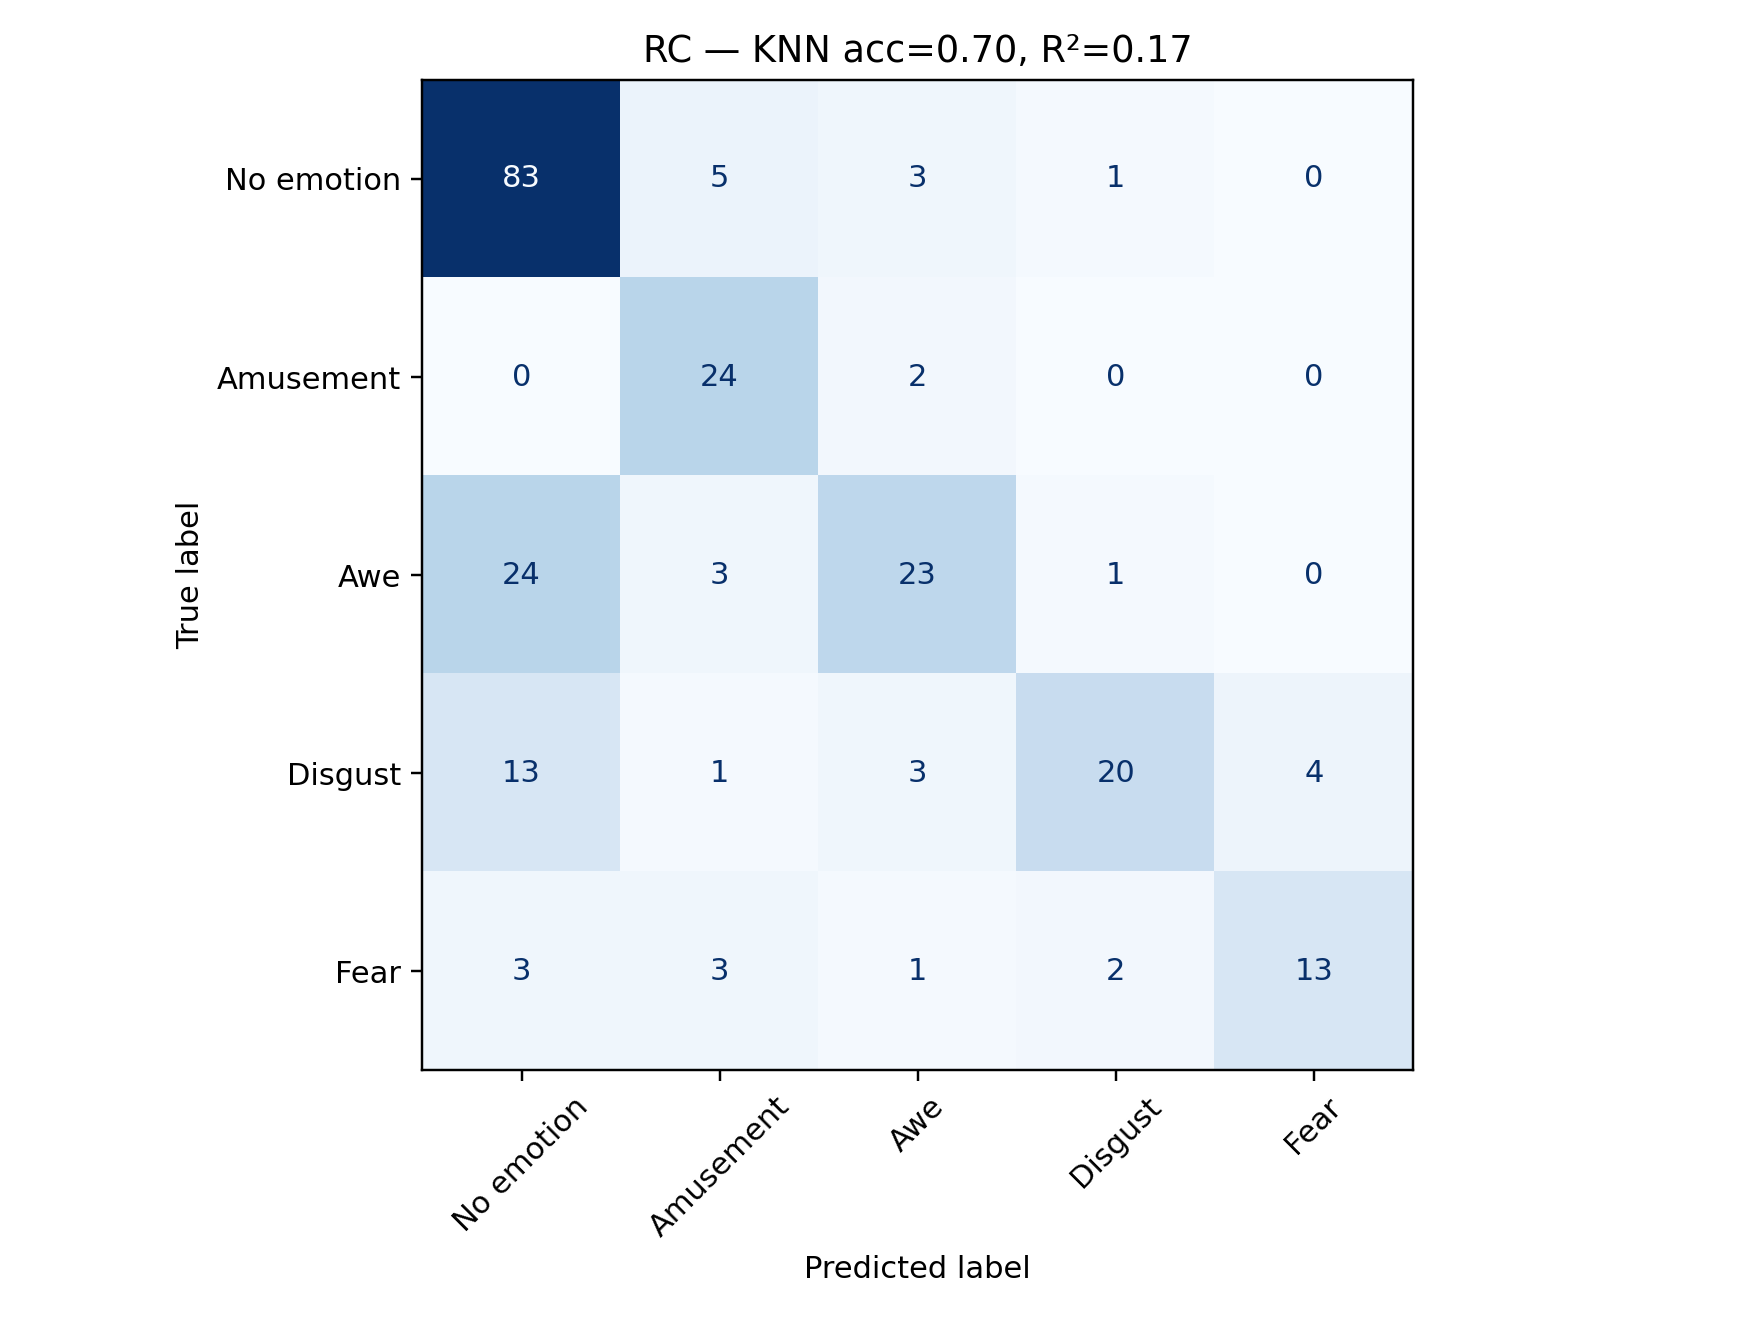 RC — KNN acc=0.70, R²=0.17
No emotion 83 5 3 1 0
Amusement 0 24 2 0 0
Awe 24 3 23 1 0
Disgust 13 1 3 20 4
Fear 3 3 1 2 13
True label
No emotion Amusement Awe Disgust Fear
Predicted label